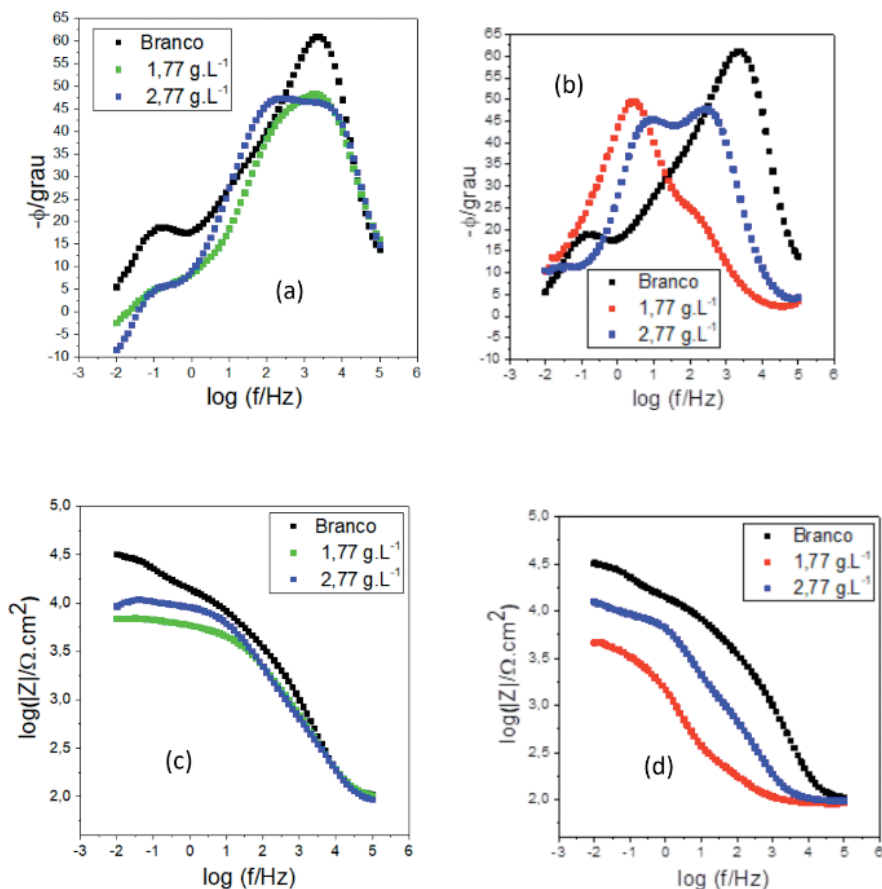 65
60
55
50
45
40
35
30
25
20
15
10
5
0
-5
-10
-ϕ/grau
Branco
1,77 g.L⁻¹
2,77 g.L⁻¹
(a)
-3 -2 -1 0 1 2 3 4 5 6
log (f/Hz)
65
60
55
50
45
40
35
30
25
20
15
10
5
0
-5
-10
-ϕ/grau
(b)
Branco
1,77 g.L⁻¹
2,77 g.L⁻¹
-3 -2 -1 0 1 2 3 4 5 6
log (f/Hz)
5,0
4,5
4,0
3,5
3,0
2,5
2,0
log(|Z|/Ω.cm²)
Branco
1,77 g.L⁻¹
2,77 g.L⁻¹
(c)
-3 -2 -1 0 1 2 3 4 5 6
log (f/Hz)
5,0
4,5
4,0
3,5
3,0
2,5
2,0
log(|Z|/Ω.cm²)
Branco
1,77 g.L⁻¹
2,77 g.L⁻¹
(d)
-3 -2 -1 0 1 2 3 4 5 6
log (f/Hz)